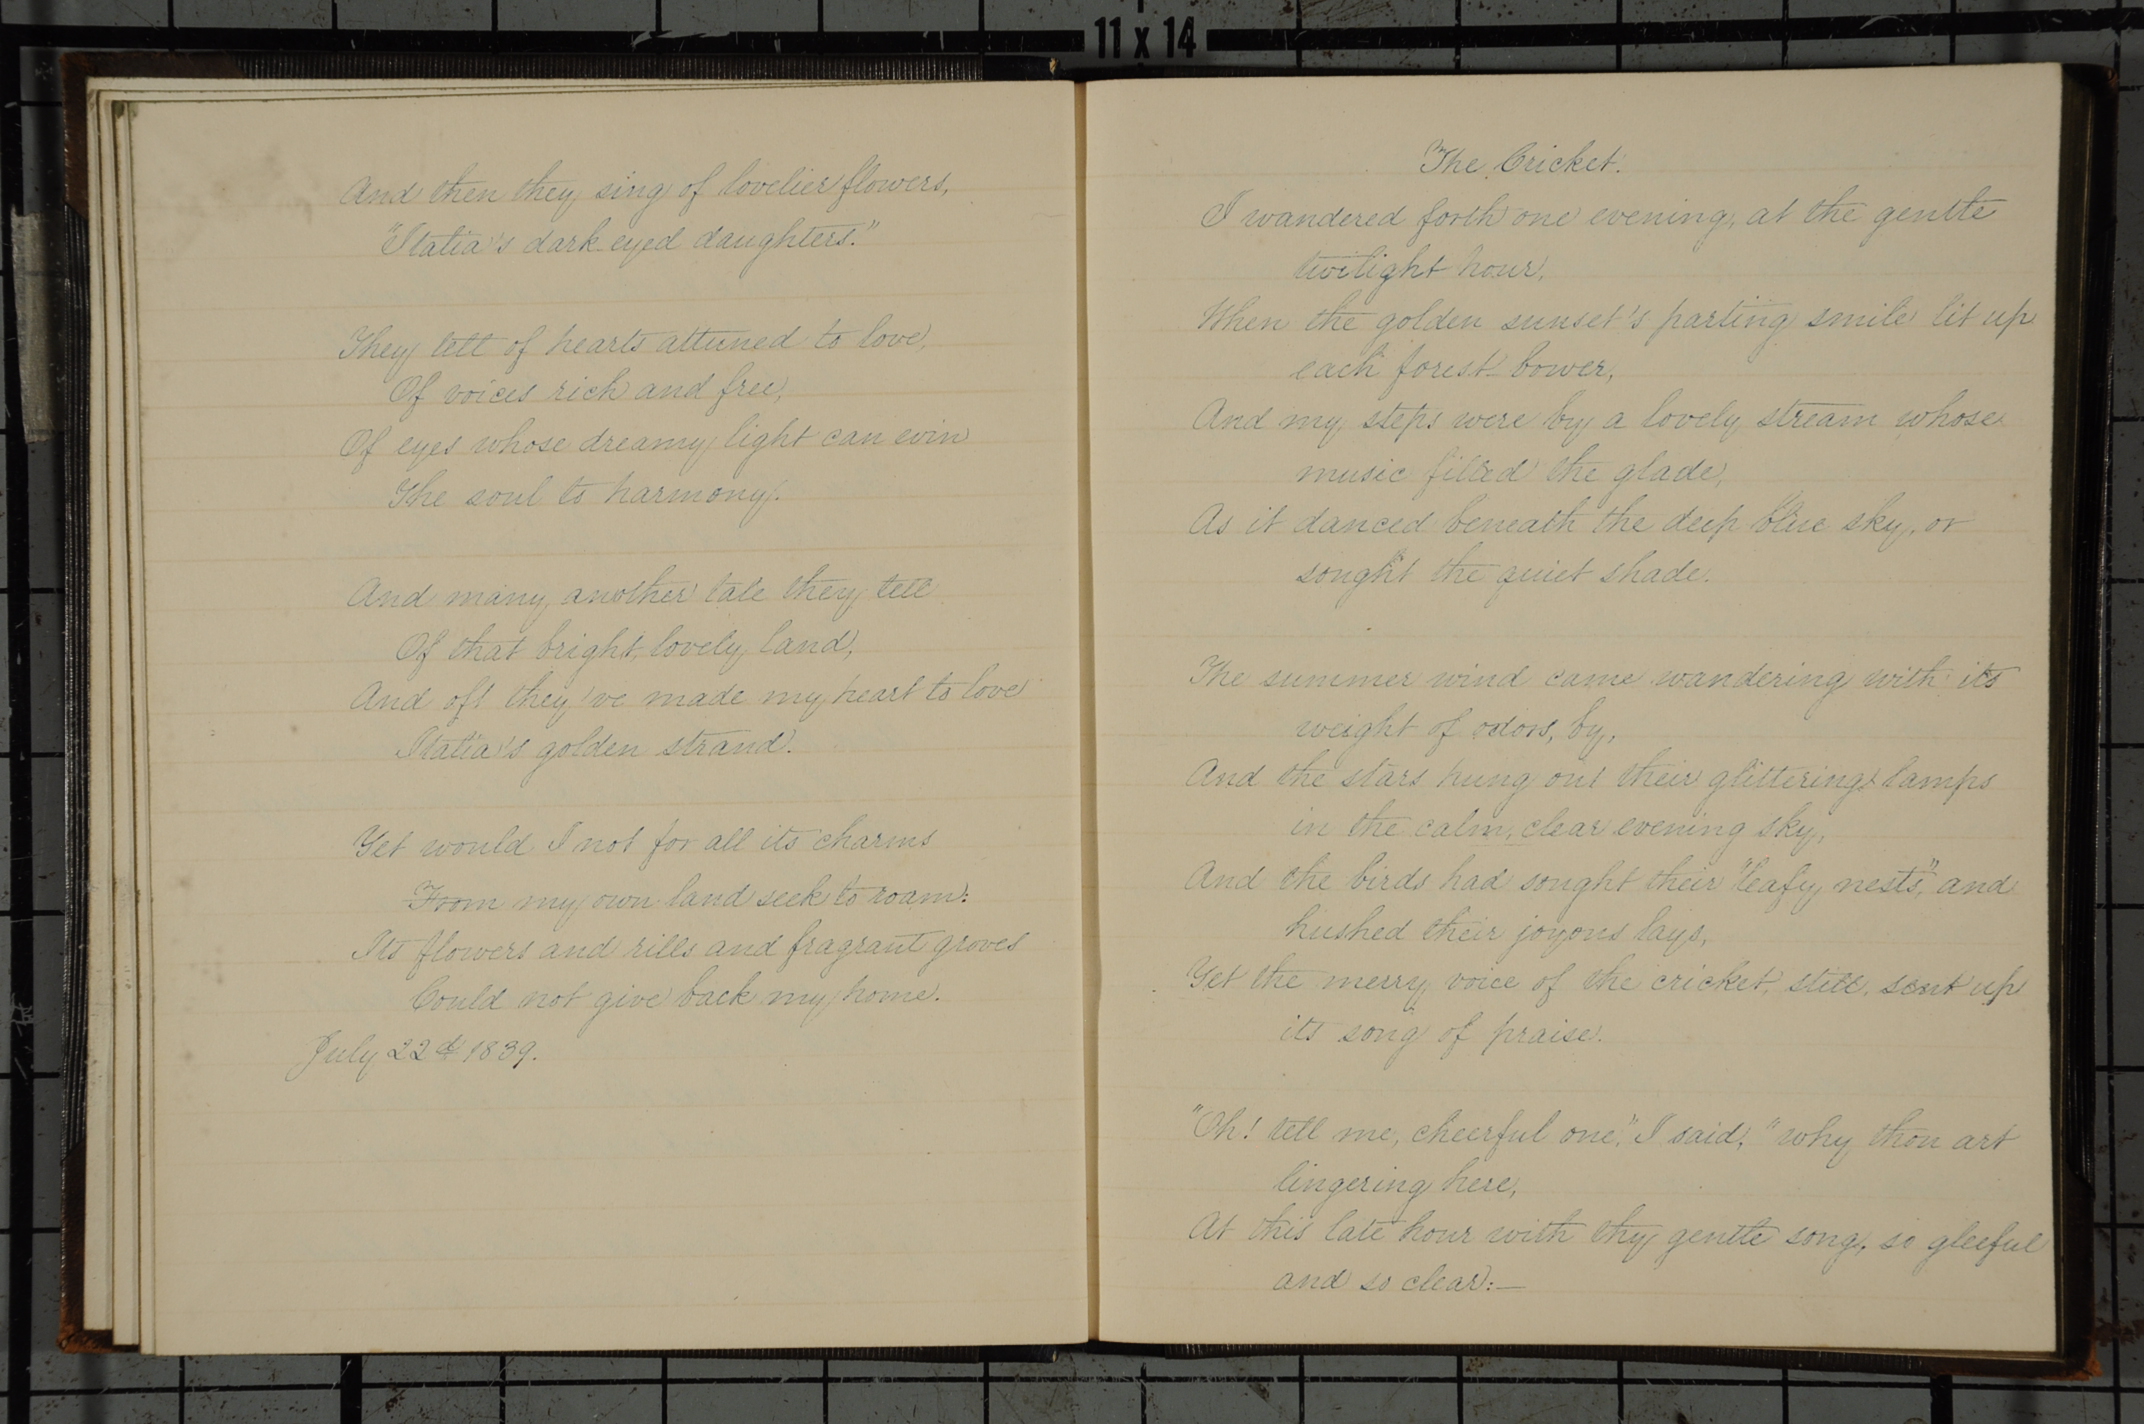 11 x 14
And then they sing of lovelier flowers,
"Italia's dark-eyed daughters."
They tell of hearts attuned to love,
Of voices rich and free,
Of eyes whose dreamy light can win
The soul to harmony.
And many another tale they tell
Of that bright, lovely land,
And oft they've made my heart to love
Italia's golden strand.
Yet would I not for all its charms
From my own land seek to roam:
Its flowers and rills and fragrant groves
Could not give back my home.
July 22d 1839.
The Cricket.
I wandered forth one evening, at the gentle
twilight hour,
When the golden sunset's parting smile lit up
each forest bower,
And my steps were by a lovely stream whose
music filled the glade,
As it danced beneath the deep blue sky, or
sought the quiet shade.
The summer wind came wandering with its
weight of odors, by,
And the stars hung out their glittering lamps
in the calm, clear evening sky,
And the birds had sought their "leafy nests", and
hushed their joyous lays,
Yet the merry voice of the cricket, still, sent up
its song of praise.
"Oh! tell me, cheerful one," I said, "why thou art
lingering here,
At this late hour with thy gentle song, so gleeful
and so clear:—